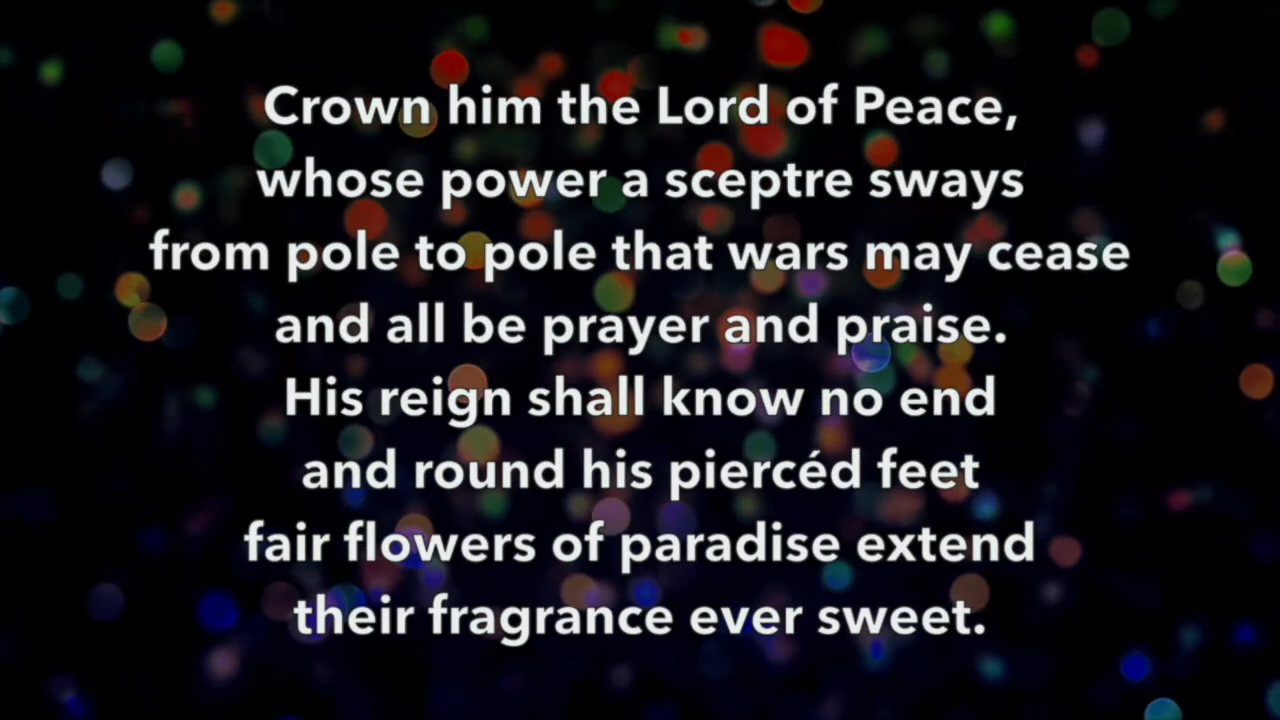 Crown him the Lord of Peace,
whose power a sceptre sways
from pole to pole that wars may cease
and all be prayer and praise.
His reign shall know no end
and round his piercéd feet
fair flowers of paradise extend
their fragrance ever sweet.